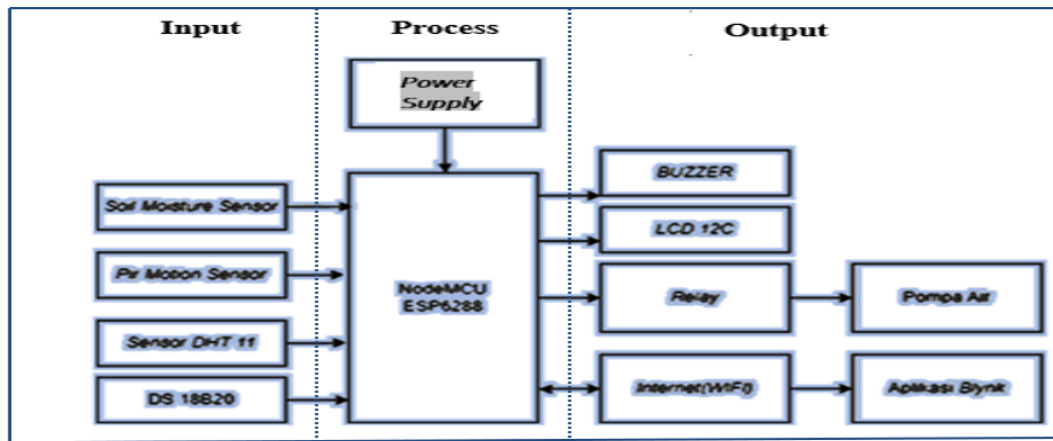 Input
Process
Output
Power
Supply
Soil Moisture Sensor
Pir Motion Sensor
Sensor DHT 11
DS 18B20
NodeMCU
ESP6288
BUZZER
LCD 12C
Relay
Pompa Air
Internet(WIFI)
Aplikasi Blynk